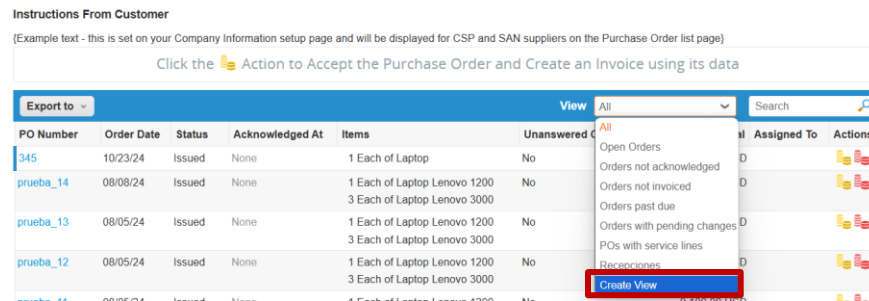 Instructions From Customer
{Example text - this is set on your Company Information setup page and will be displayed for CSP and SAN suppliers on the Purchase Order list page}
Click the Action to Accept the Purchase Order and Create an Invoice using its data
Export to View All Search
PO Number Order Date Status Acknowledged At Items Unanswered Assigned To Actions
All
Open Orders
Orders not acknowledged
Orders not invoiced
Orders past due
Orders with pending changes
POs with service lines
Recepciones
Create View
345 10/23/24 Issued None 1 Each of Laptop No
prueba_14 08/08/24 Issued None 1 Each of Laptop Lenovo 1200 No
3 Each of Laptop Lenovo 3000
prueba_13 08/05/24 Issued None 1 Each of Laptop Lenovo 1200 No
3 Each of Laptop Lenovo 3000
prueba_12 08/05/24 Issued None 1 Each of Laptop Lenovo 1200 No
3 Each of Laptop Lenovo 3000